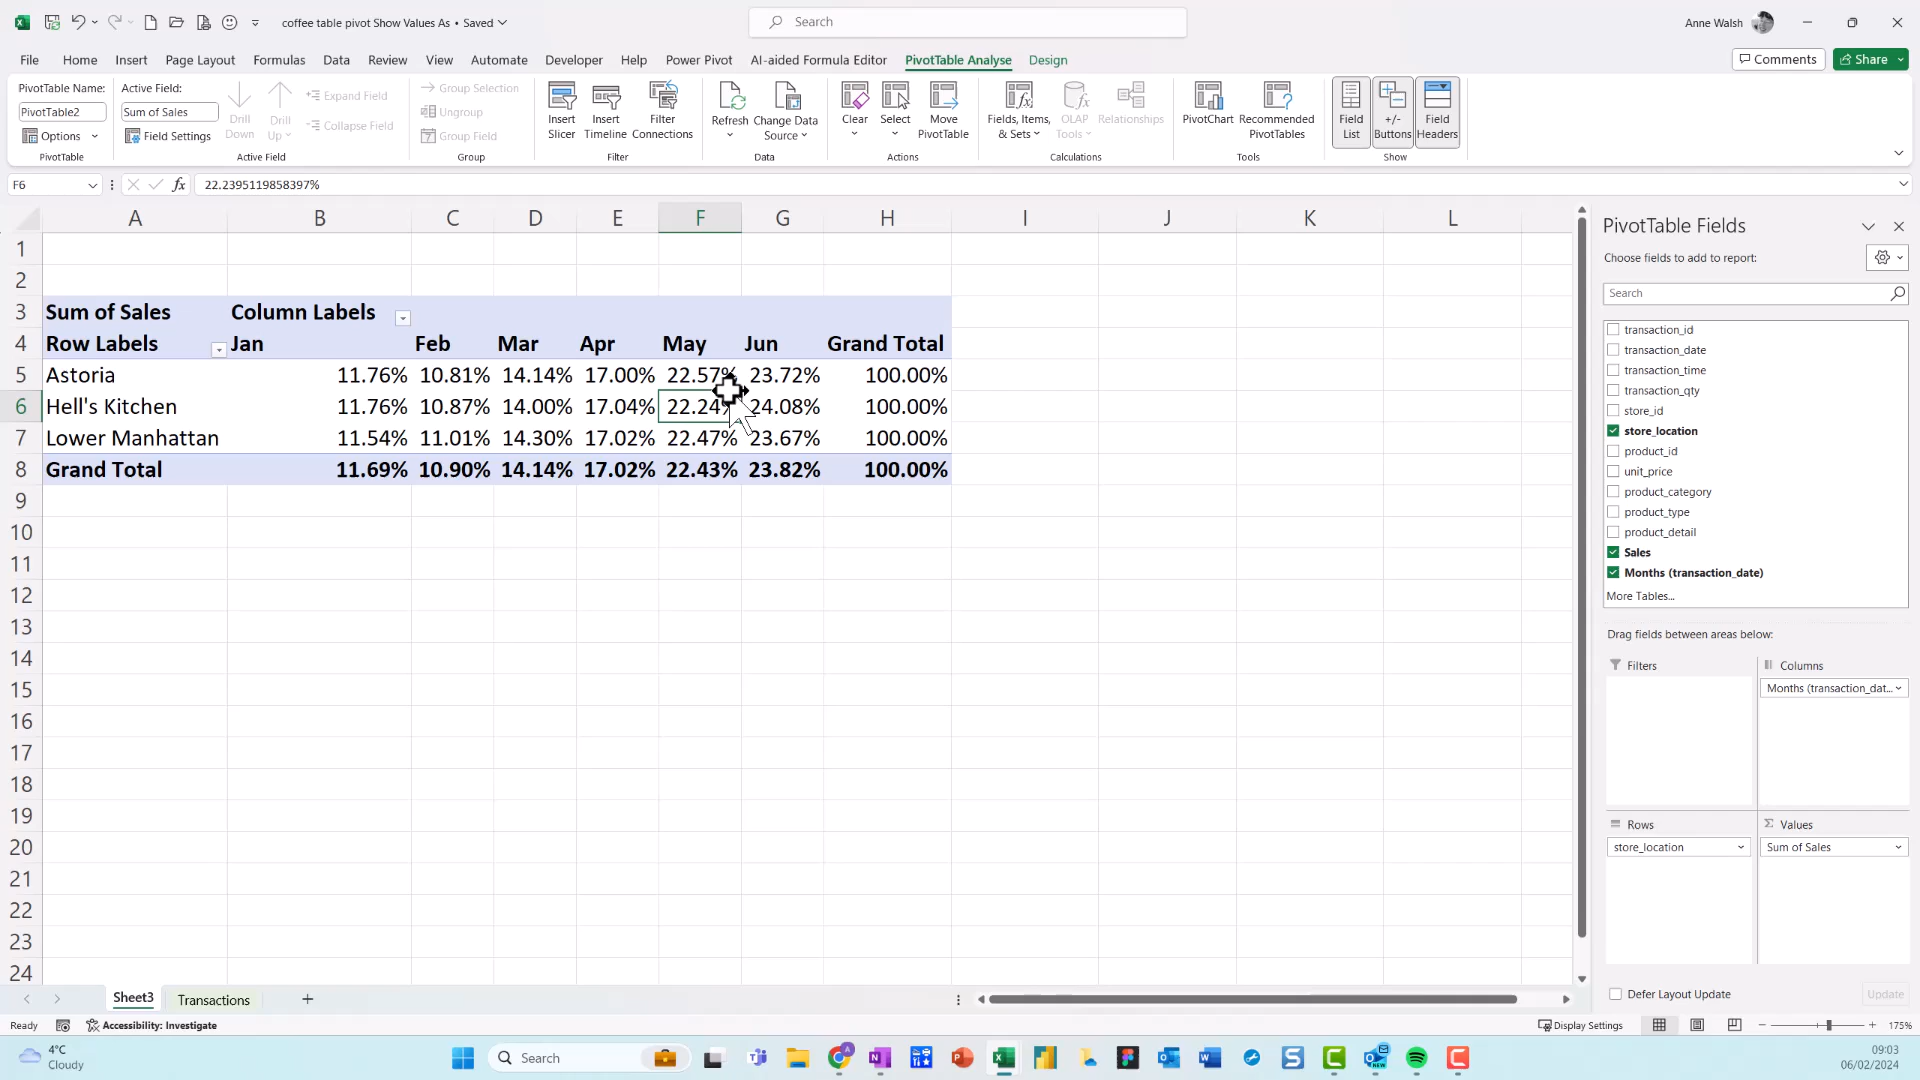 coffee table pivot Show Values As • Saved
Search
Anne Walsh
File Home Insert Page Layout Formulas Data Review View Automate Developer Help Power Pivot AI-aided Formula Editor PivotTable Analyse Design
Comments Share
PivotTable Name:
PivotTable2
Options
PivotTable
Active Field:
Sum of Sales
Field Settings
Drill Down
Drill Up
Expand Field
Collapse Field
Active Field
Group Selection
Ungroup
Group Field
Group
Insert Slicer
Insert Timeline
Filter Connections
Filter
Refresh
Change Data Source
Data
Clear
Select
Move PivotTable
Actions
Fields, Items, & Sets
OLAP Tools
Relationships
Calculations
PivotChart
Recommended PivotTables
Tools
Field List
+/- Buttons
Field Headers
Show
F6
fx
22.2395119858397%
A B C D E F G H I J K L
1
2
3 Sum of Sales Column Labels
4 Row Labels Jan Feb Mar Apr May Jun Grand Total
5 Astoria 11.76% 10.81% 14.14% 17.00% 22.57% 23.72% 100.00%
6 Hell's Kitchen 11.76% 10.87% 14.00% 17.04% 22.24% 24.08% 100.00%
7 Lower Manhattan 11.54% 11.01% 14.30% 17.02% 22.47% 23.67% 100.00%
8 Grand Total 11.69% 10.90% 14.14% 17.02% 22.43% 23.82% 100.00%
9
10
11
12
13
14
15
16
17
18
19
20
21
22
23
24
PivotTable Fields
Choose fields to add to report:
Search
transaction_id
transaction_date
transaction_time
transaction_qty
store_id
store_location
product_id
unit_price
product_category
product_type
product_detail
Sales
Months (transaction_date)
More Tables...
Drag fields between areas below:
Filters
Columns
Months (transaction_dat...
Rows
store_location
Values
Sum of Sales
Defer Layout Update
Update
Sheet3 Transactions
Ready
Accessibility: Investigate
Display Settings
175%
4°C
Cloudy
Search
NEW
09:03
06/02/2024